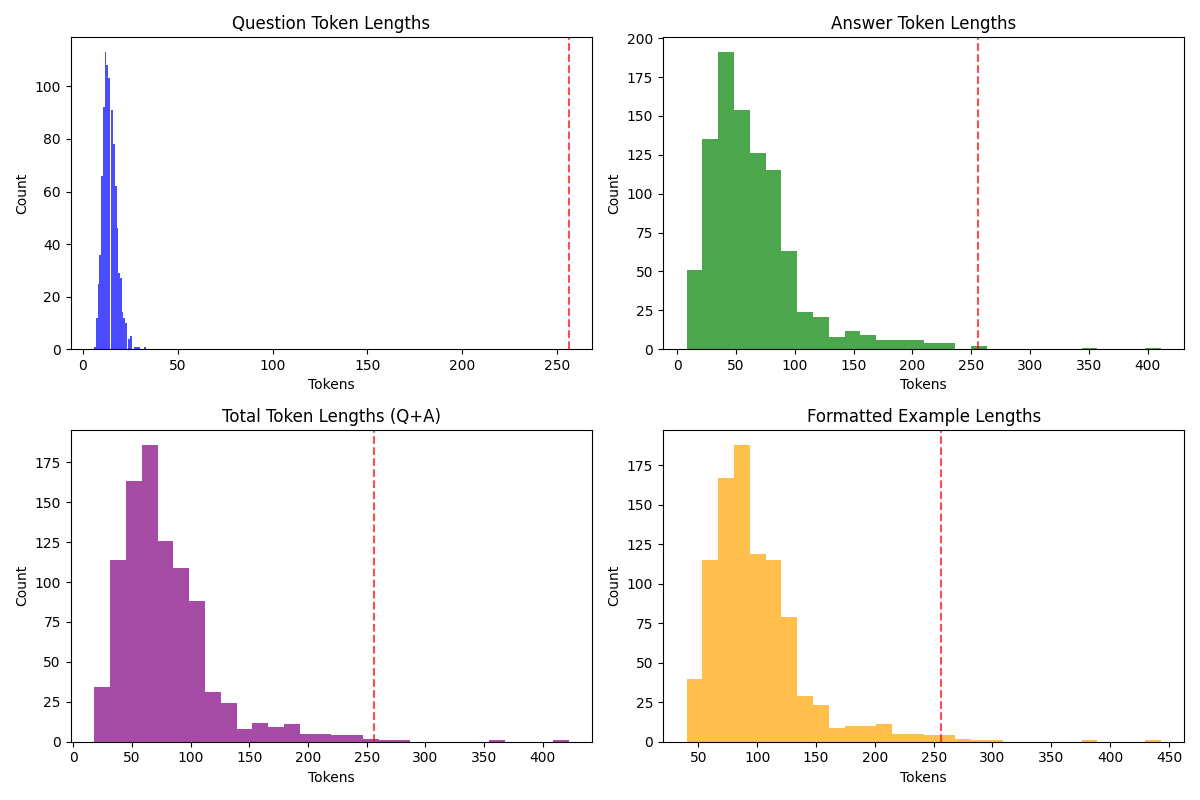 Question Token Lengths
Count
100
80
60
40
20
0
0 50 100 150 200 250
Tokens
Answer Token Lengths
Count
200
175
150
125
100
75
50
25
0
0 50 100 150 200 250 300 350 400
Tokens
Total Token Lengths (Q+A)
Count
175
150
125
100
75
50
25
0
0 50 100 150 200 250 300 350 400
Tokens
Formatted Example Lengths
Count
175
150
125
100
75
50
25
0
50 100 150 200 250 300 350 400 450
Tokens